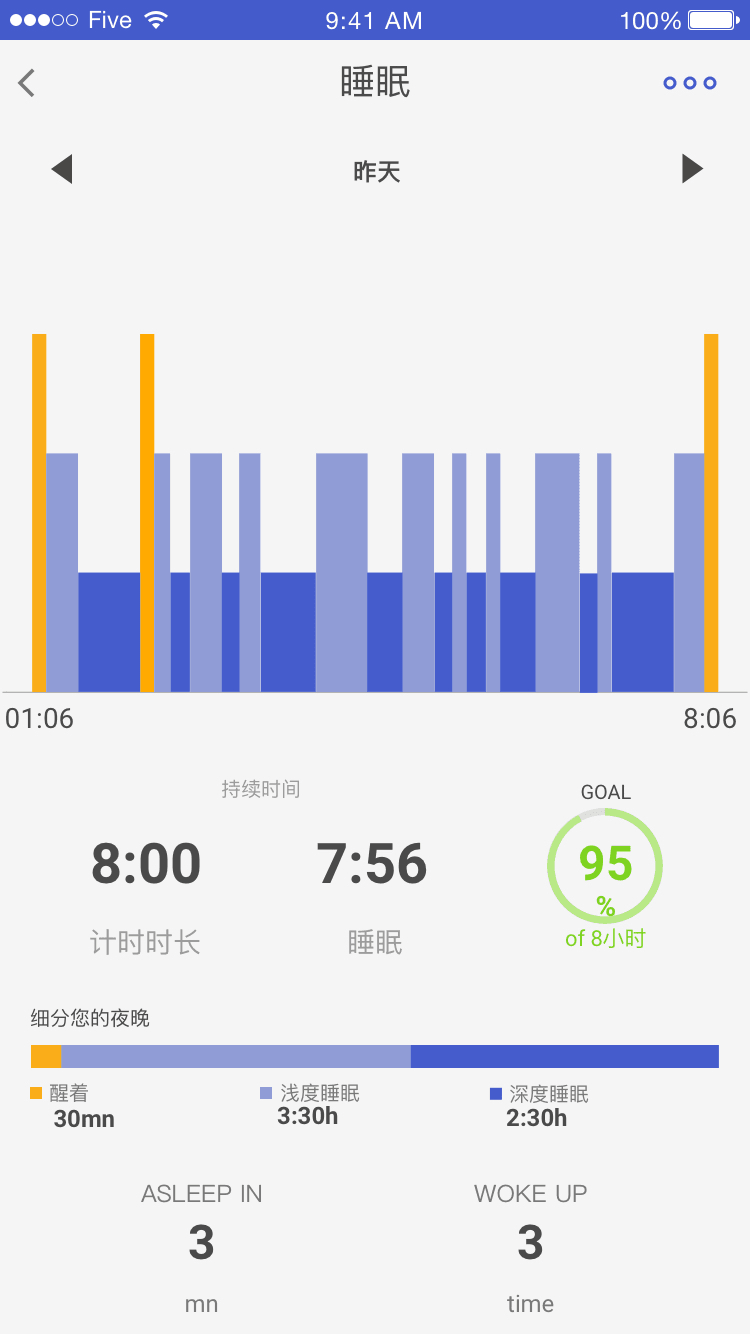 Five 9:41 AM 100%
睡眠
昨天
01:06 8:06
持续时间 GOAL
8:00 7:56 95
%
计时时长 睡眠 of 8小时
细分您的夜晚
醒着 浅度睡眠 深度睡眠
30mn 3:30h 2:30h
ASLEEP IN WOKE UP
3 3
mn time